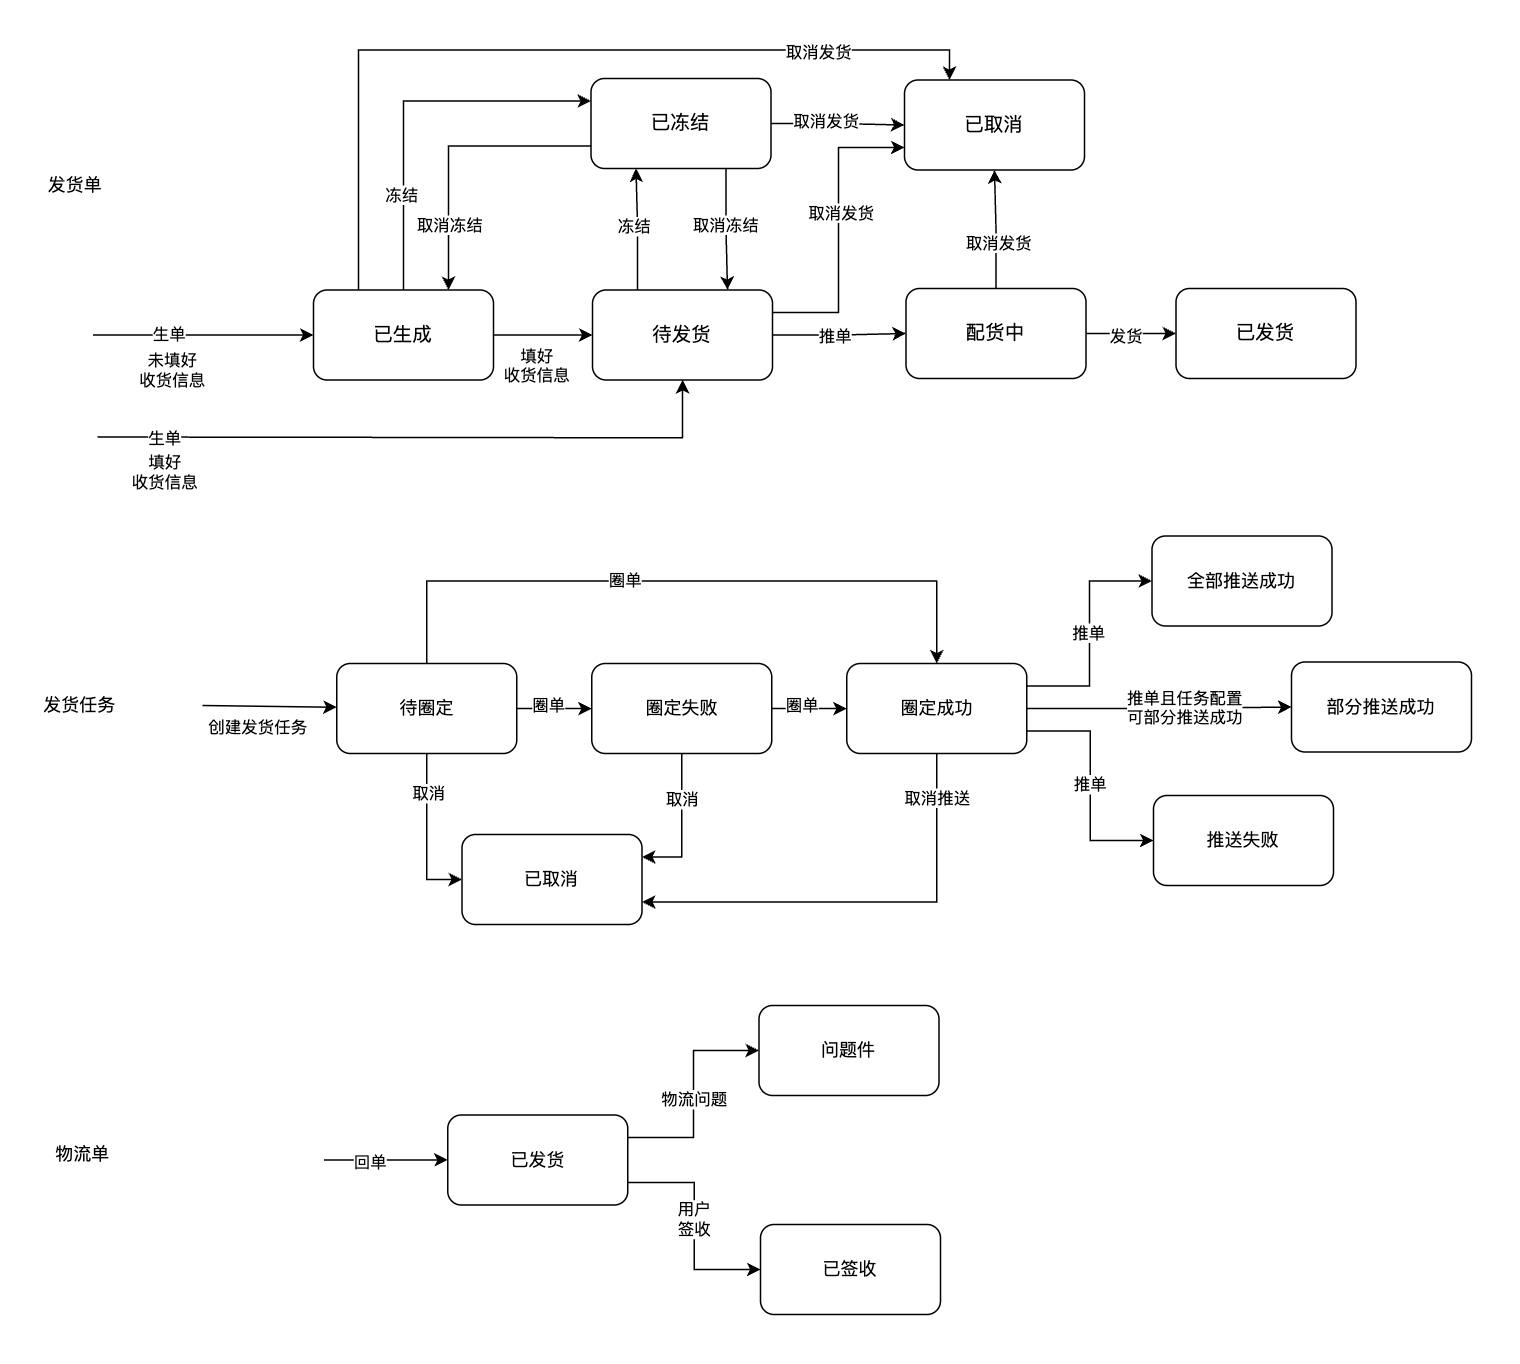 取消发货
已冻结
取消发货
已取消
发货单
冻结
取消冻结
冻结
取消冻结
取消发货
取消发货
生单
未填好
收货信息
已生成
填好
收货信息
待发货
推单
配货中
发货
已发货
生单
填好
收货信息
圈单
全部推送成功
推单
发货任务
创建发货任务
待圈定
圈单
圈定失败
圈单
圈定成功
推单且任务配置
可部分推送成功
部分推送成功
取消
取消
取消推送
推单
推送失败
已取消
问题件
物流问题
物流单
回单
已发货
用户
签收
已签收